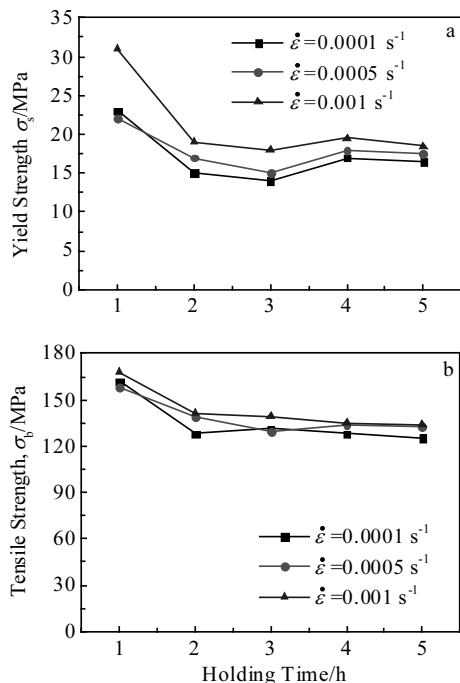 35
30
25
20
15
10
5
0
Yield Strength σs/MPa
a
ε̇=0.0001 s-1
ε̇=0.0005 s-1
ε̇=0.001 s-1
1 2 3 4 5
180
150
120
90
60
30
0
Tensile Strength, σb/MPa
b
ε̇=0.0001 s-1
ε̇=0.0005 s-1
ε̇=0.001 s-1
1 2 3 4 5
Holding Time/h